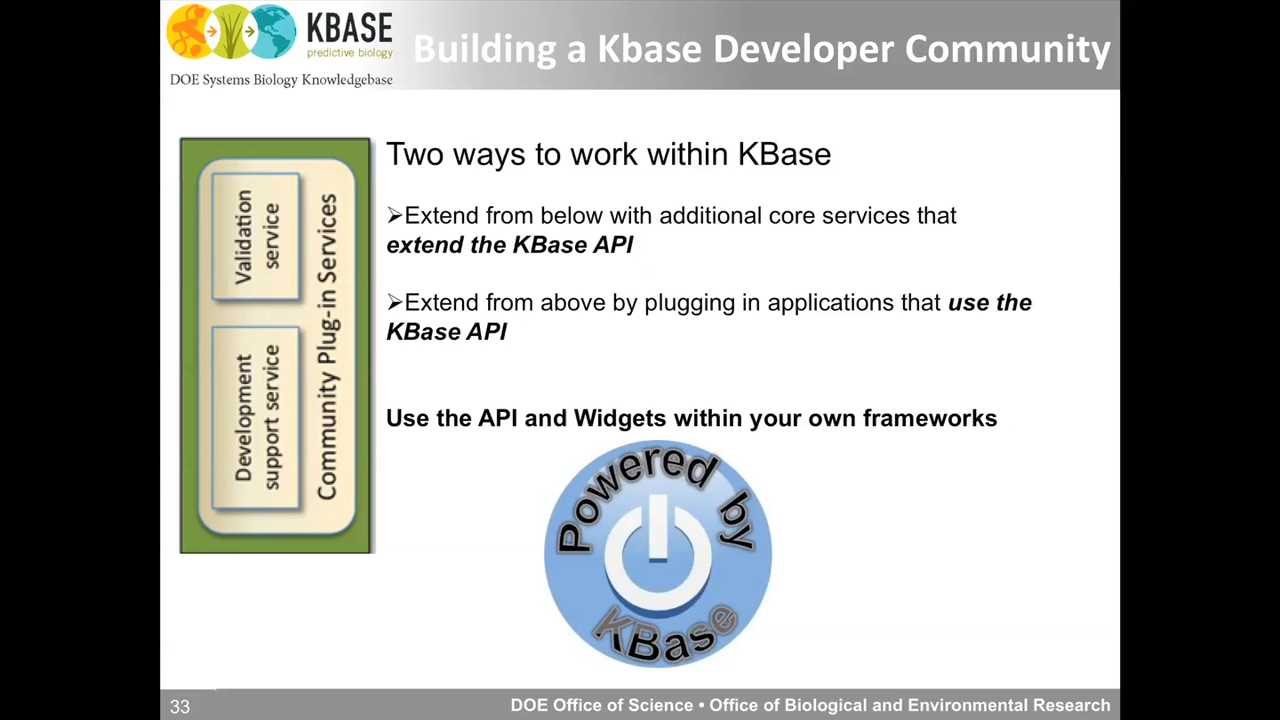 KBASE
predictive biology
DOE Systems Biology Knowledgebase
Building a Kbase Developer Community
Validation
service
Development
support service
Community Plug-in Services
Two ways to work within KBase
➢Extend from below with additional core services that
extend the KBase API
➢Extend from above by plugging in applications that use the
KBase API
Use the API and Widgets within your own frameworks
Powered by
KBase
33
DOE Office of Science • Office of Biological and Environmental Research